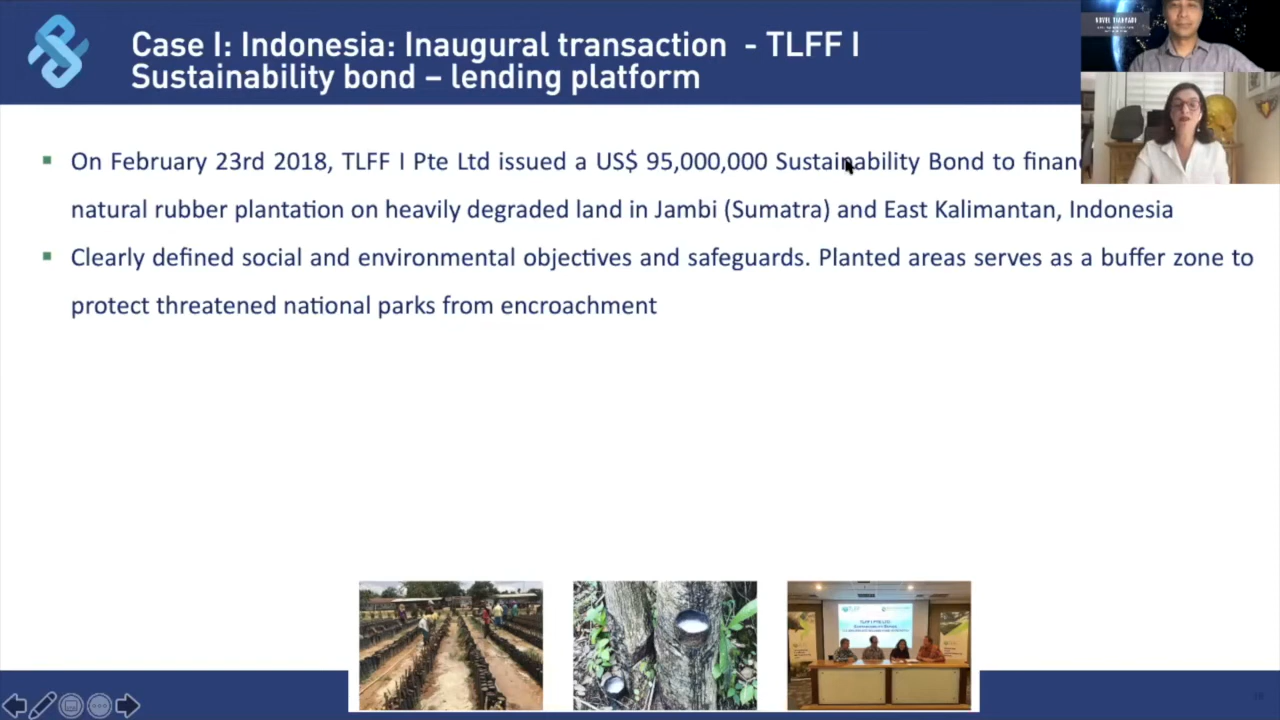 Case I: Indonesia: Inaugural transaction - TLFF I
Sustainability bond – lending platform
▪ On February 23rd 2018, TLFF I Pte Ltd issued a US$ 95,000,000 Sustainability Bond to
natural rubber plantation on heavily degraded land in Jambi (Sumatra) and East Kalimantan, Indonesia
▪ Clearly defined social and environmental objectives and safeguards. Planted areas serves as a buffer zone to
protect threatened national parks from encroachment
TLFF I PTE LTD